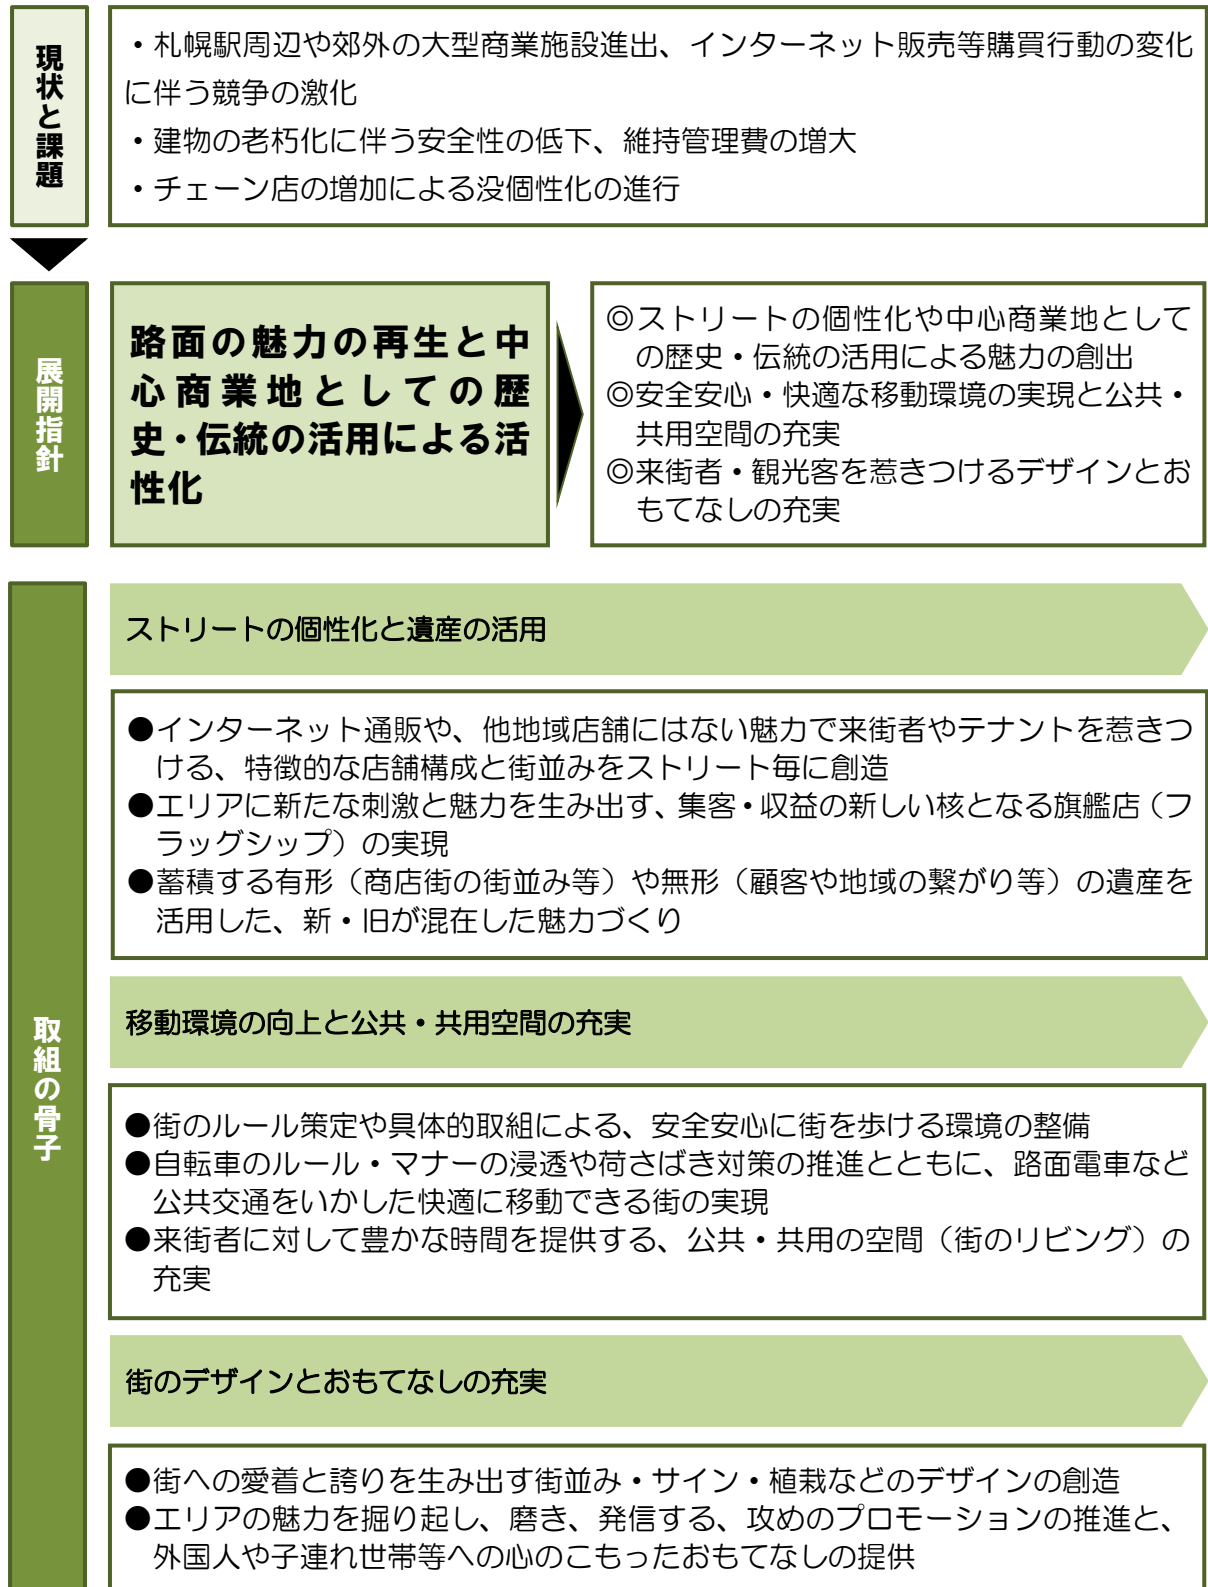 現状と課題
・札幌駅周辺や郊外の大型商業施設進出、インターネット販売等購買行動の変化
に伴う競争の激化
・建物の老朽化に伴う安全性の低下、維持管理費の増大
・チェーン店の増加による没個性化の進行
展開指針
路面の魅力の再生と中
心商業地としての歴
史・伝統の活用による活
性化
◎ストリートの個性化や中心商業地として
の歴史・伝統の活用による魅力の創出
◎安全安心・快適な移動環境の実現と公共・
共用空間の充実
◎来街者・観光客を惹きつけるデザインとお
もてなしの充実
取組の骨子
ストリートの個性化と遺産の活用
●インターネット通販や、他地域店舗にはない魅力で来街者やテナントを惹きつ
ける、特徴的な店舗構成と街並みをストリート毎に創造
●エリアに新たな刺激と魅力を生み出す、集客・収益の新しい核となる旗艦店（フ
ラッグシップ）の実現
●蓄積する有形（商店街の街並み等）や無形（顧客や地域の繋がり等）の遺産を
活用した、新・旧が混在した魅力づくり
移動環境の向上と公共・共用空間の充実
●街のルール策定や具体的取組による、安全安心に街を歩ける環境の整備
●自転車のルール・マナーの浸透や荷さばき対策の推進とともに、路面電車など
公共交通をいかした快適に移動できる街の実現
●来街者に対して豊かな時間を提供する、公共・共用の空間（街のリビング）の
充実
街のデザインとおもてなしの充実
●街への愛着と誇りを生み出す街並み・サイン・植栽などのデザインの創造
●エリアの魅力を掘り起し、磨き、発信する、攻めのプロモーションの推進と、
外国人や子連れ世帯等への心のこもったおもてなしの提供